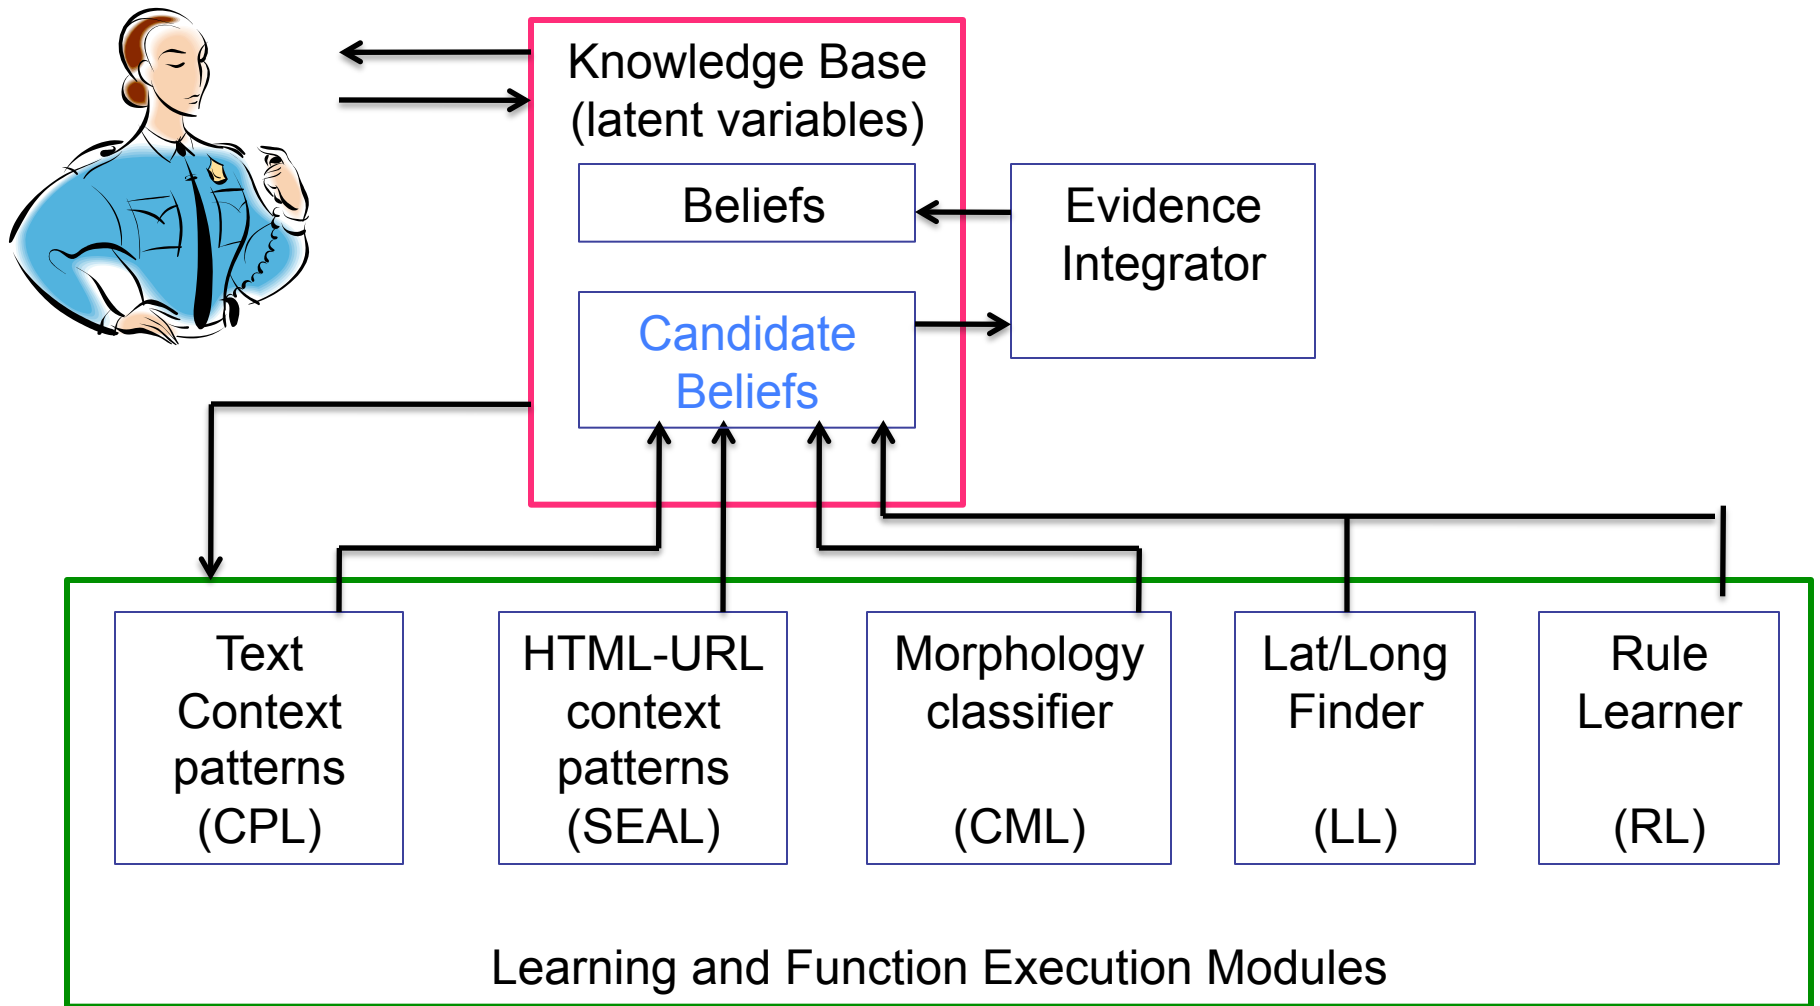 Knowledge Base
(latent variables)
Beliefs
Evidence
Integrator
Candidate
Beliefs
Text
Context
patterns
(CPL)
HTML-URL
context
patterns
(SEAL)
Morphology
classifier
(CML)
Lat/Long
Finder
(LL)
Rule
Learner
(RL)
Learning and Function Execution Modules